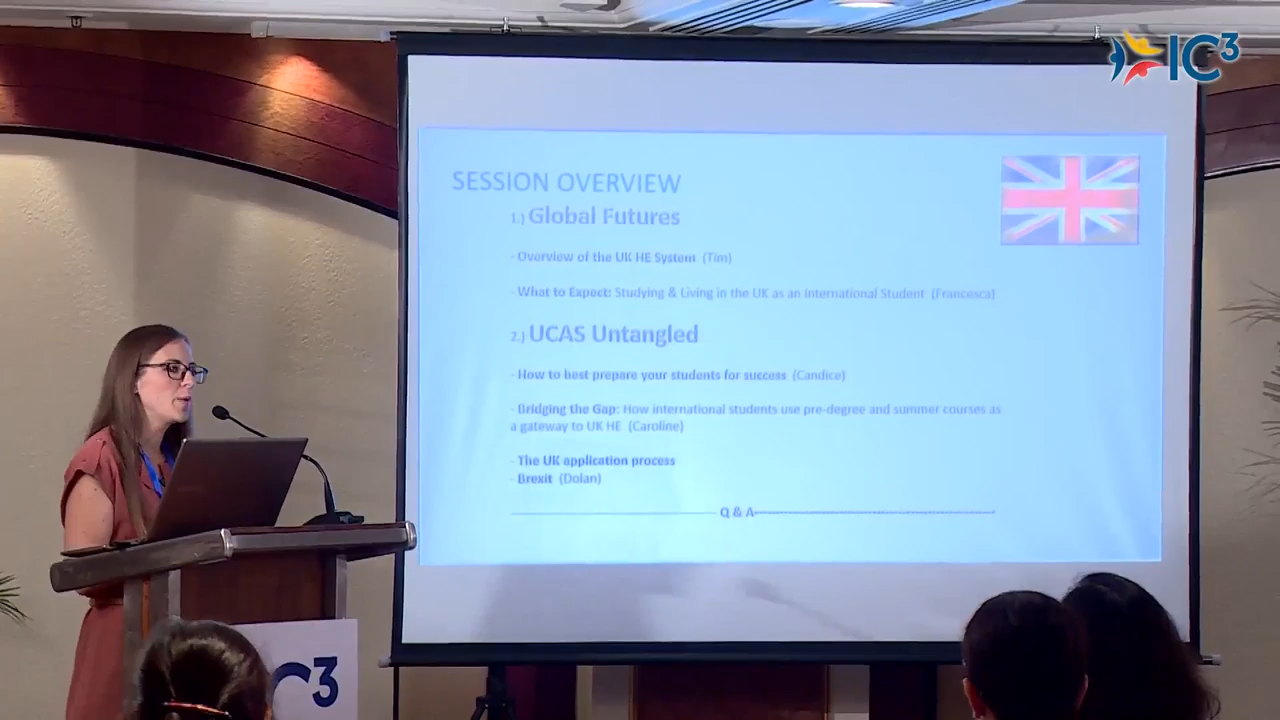 IC³
SESSION OVERVIEW
1.) Global Futures
- Overview of the UK HE System (Tim)
- What to Expect: Studying & Living in the UK as an International Student (Francesca)
2.) UCAS Untangled
- How to best prepare your students for success (Candice)
- Bridging the Gap: How international students use pre-degree and summer courses as
a gateway to UK HE (Caroline)
- The UK application process
- Brexit (Dolan)
Q & A
C³